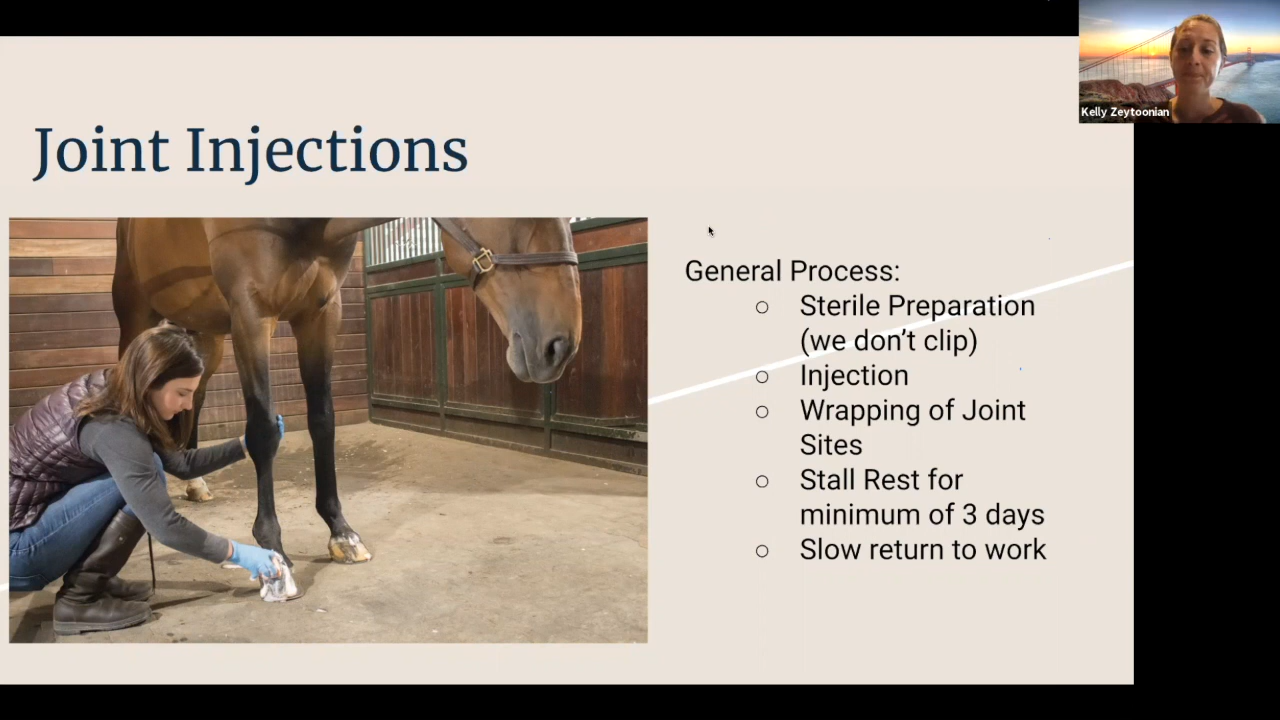 Kelly Zeytoonian
Joint Injections
General Process:
○ Sterile Preparation
(we don’t clip)
○ Injection
○ Wrapping of Joint
Sites
○ Stall Rest for
minimum of 3 days
○ Slow return to work